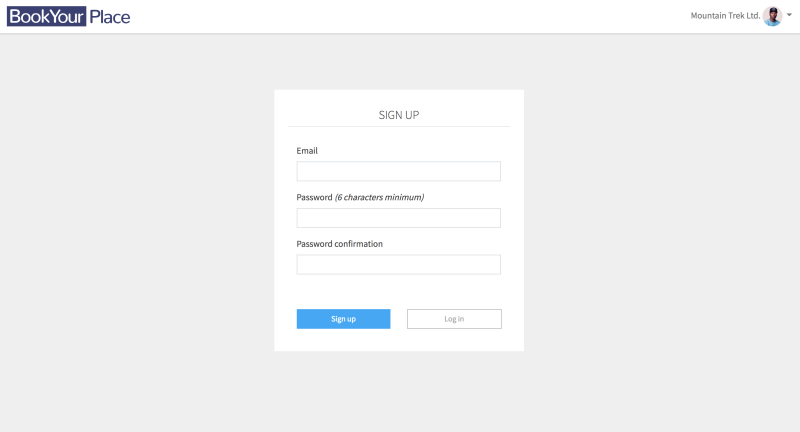 BookYour Place
Mountain Trek Ltd.
SIGN UP
Email
Password (6 characters minimum)
Password confirmation
Sign up
Log in